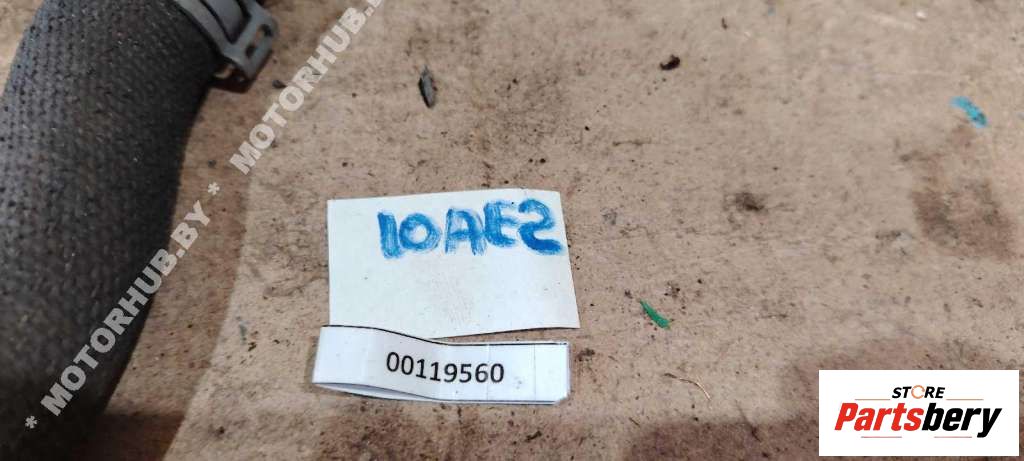 * MOTORHUB.BY * MOTORHUB.BY
10AE2
00119560
STORE
Partsbery